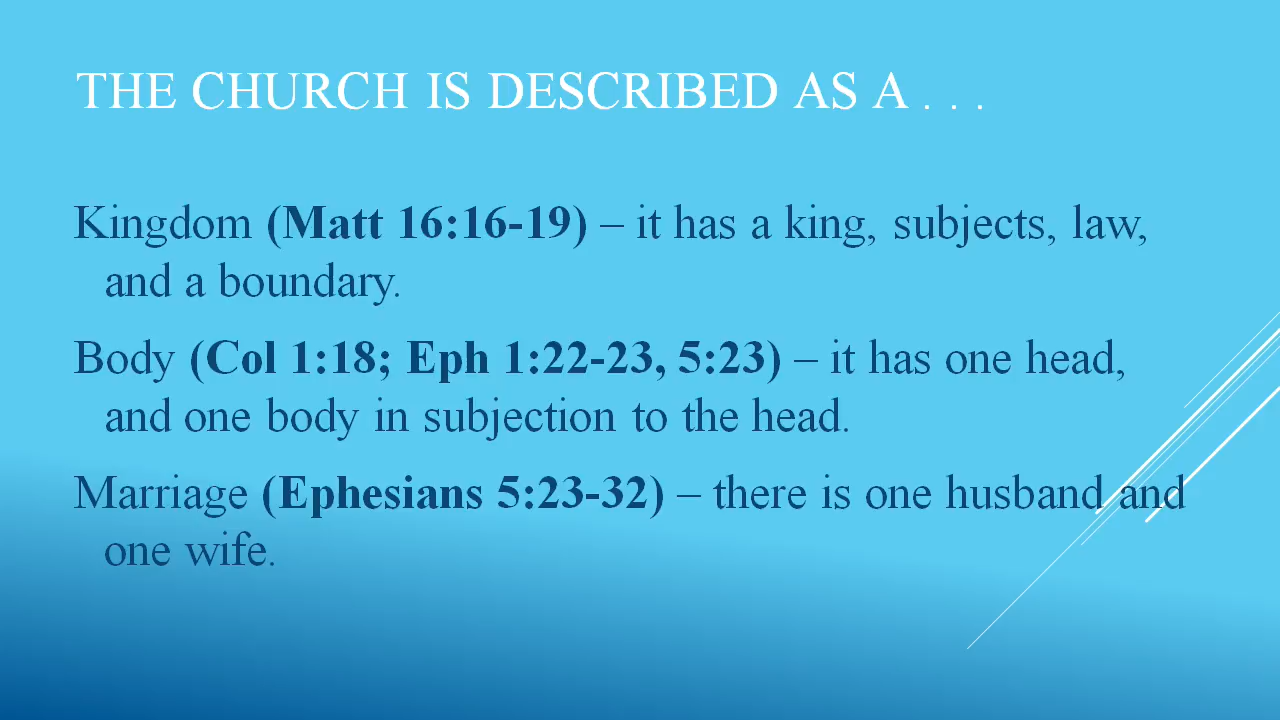 THE CHURCH IS DESCRIBED AS A . . .
Kingdom (Matt 16:16-19) – it has a king, subjects, law,
and a boundary.
Body (Col 1:18; Eph 1:22-23, 5:23) – it has one head,
and one body in subjection to the head.
Marriage (Ephesians 5:23-32) – there is one husband and
one wife.